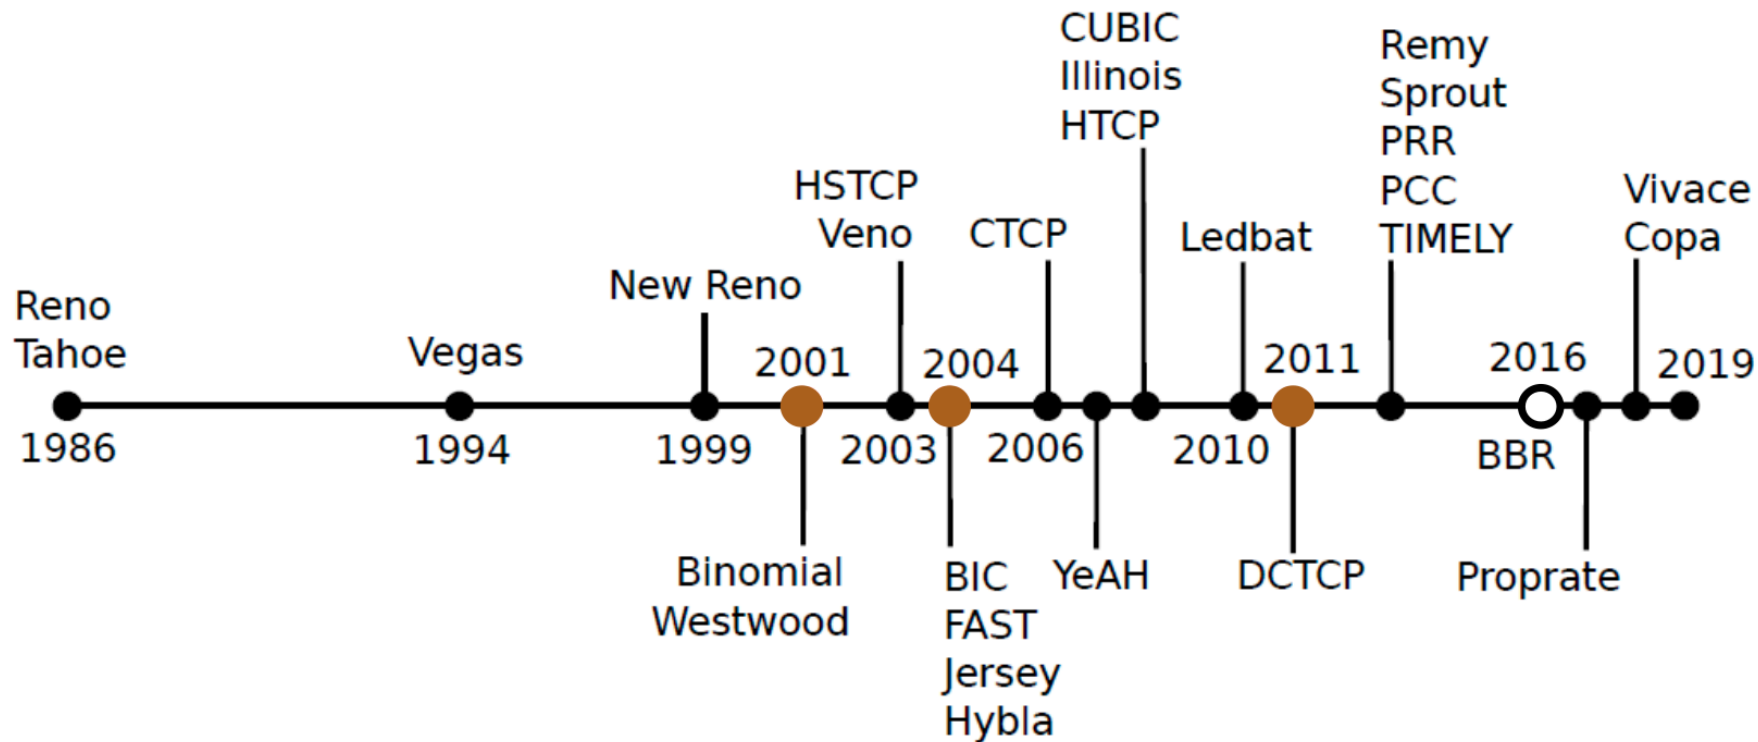 CUBIC
Illinois
HTCP
Remy
Sprout
PRR
PCC
TIMELY
HSTCP
Veno
CTCP
Ledbat
Vivace
Copa
New Reno
Reno
Tahoe
Vegas
2001
2004
2011
2016
2019
1986
1994
1999
2003
2006
2010
BBR
Binomial
Westwood
BIC
FAST
Jersey
Hybla
YeAH
DCTCP
Proprate